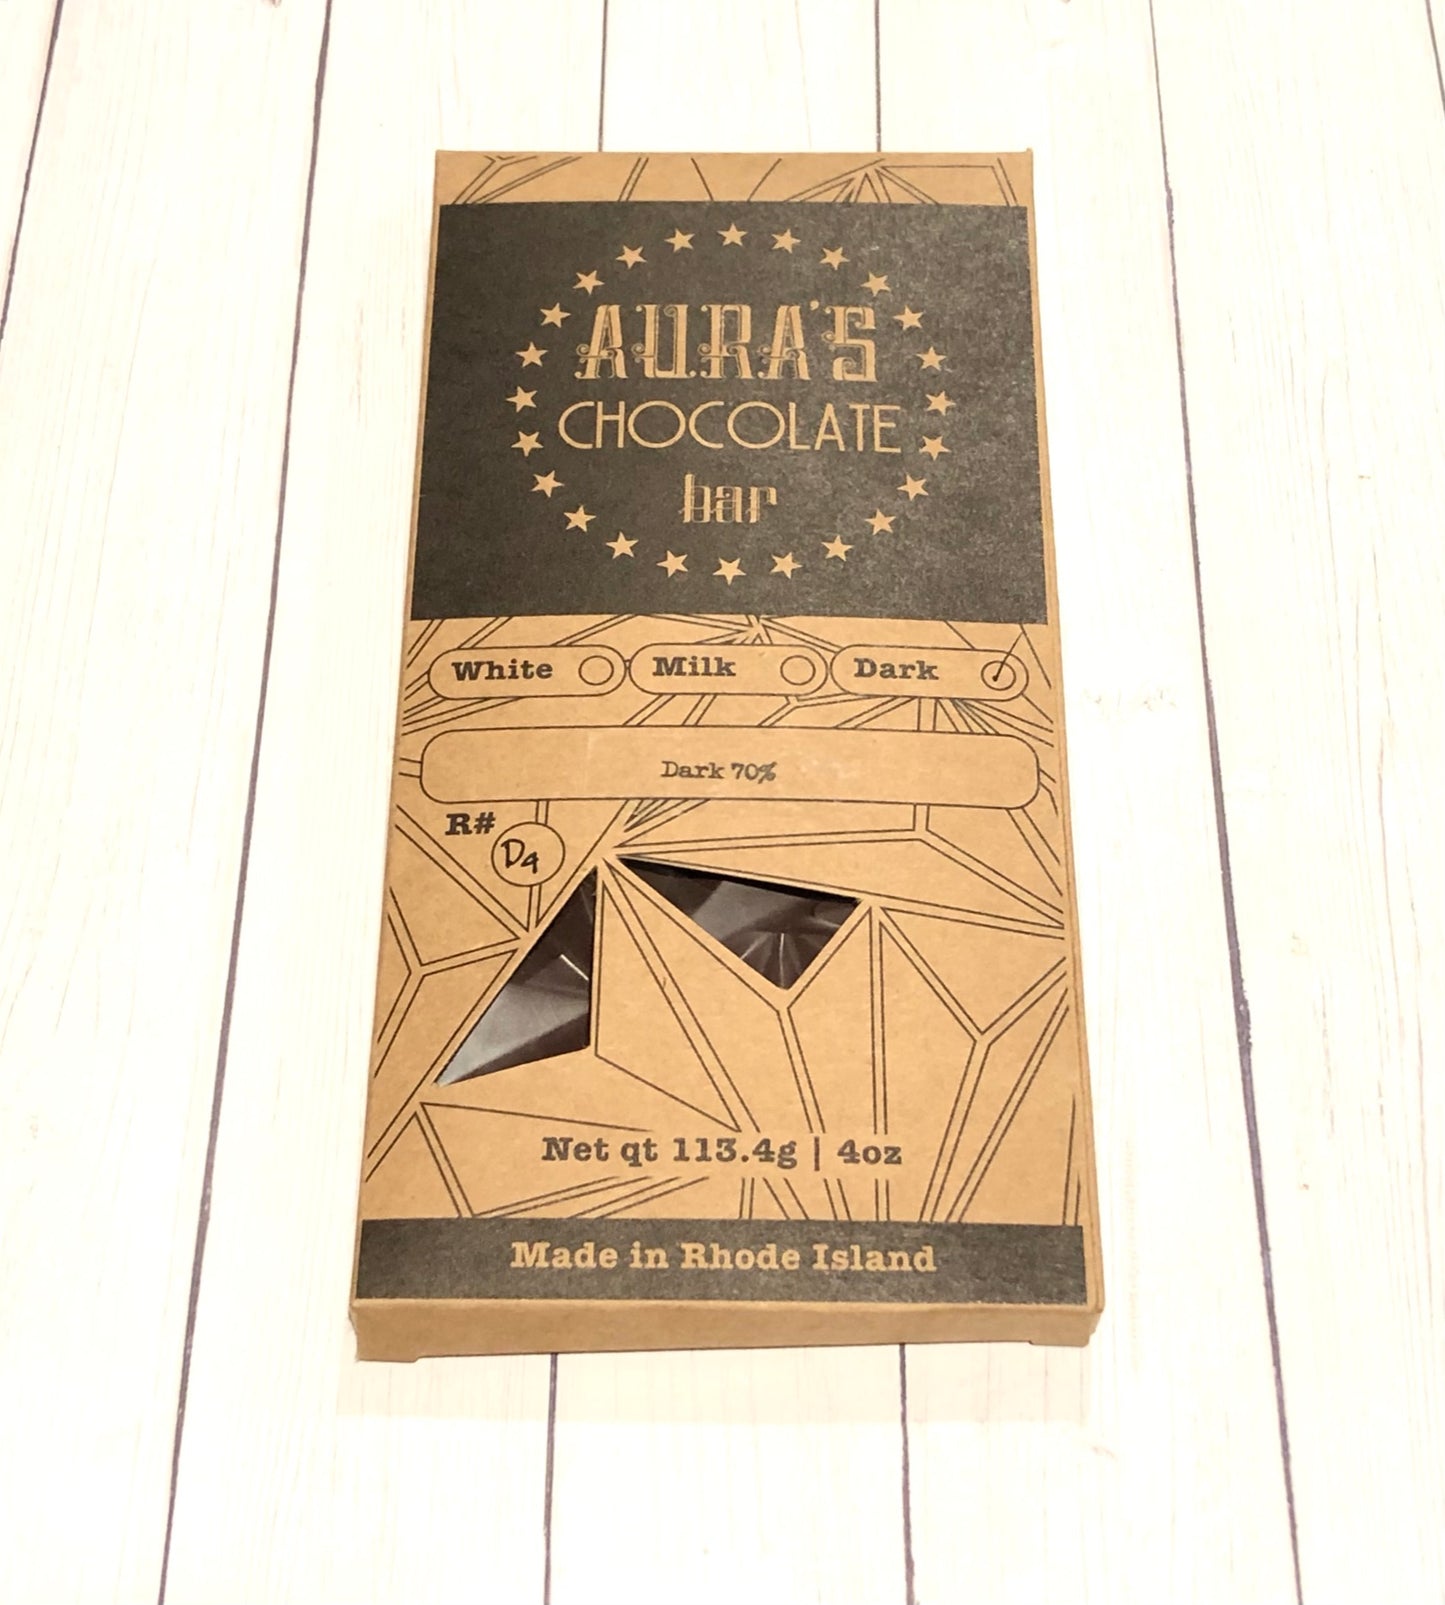 AURA'S
CHOCOLATE
bar
White Milk Dark
Dark 70%
R#
D4
Net qt 113.4g | 4oz
Made in Rhode Island